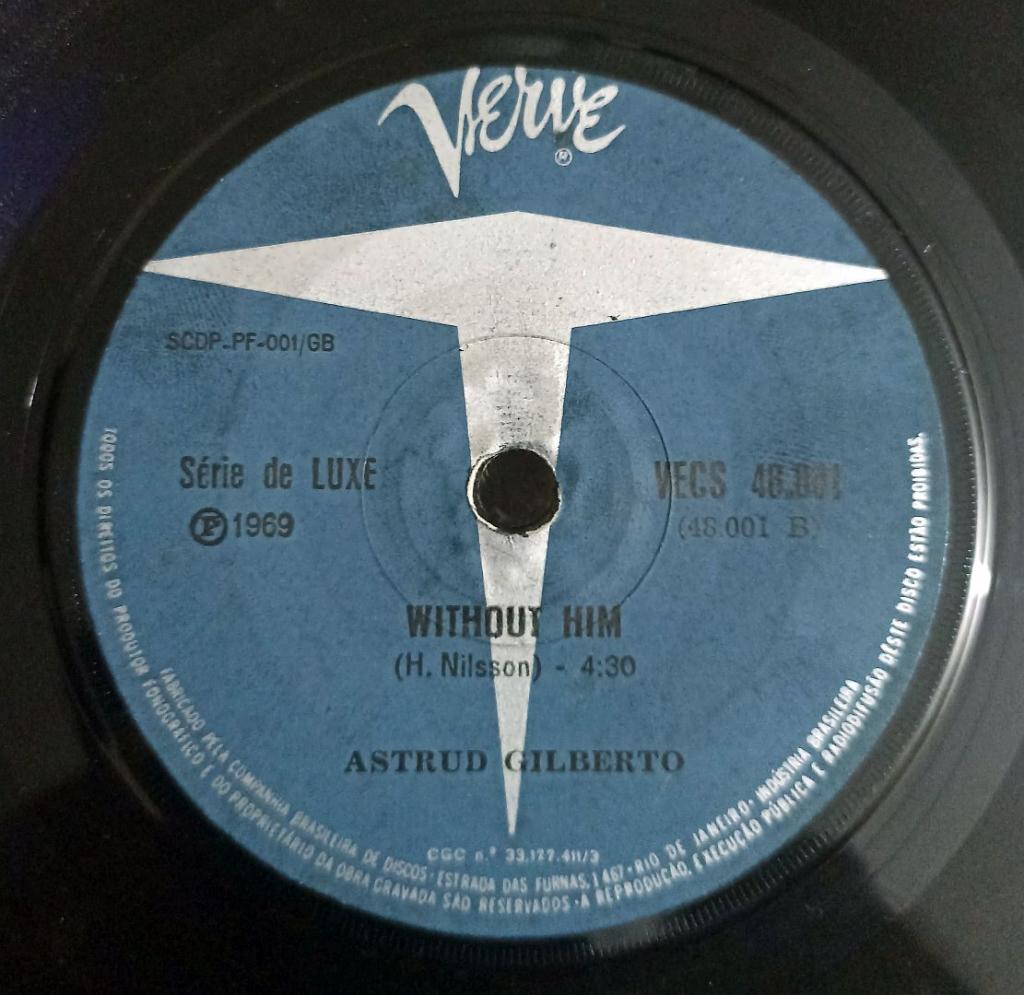 Verve
®
SCDP-PF-001/GB
Série de LUXE
℗ 1969
VECS 48.001
(48.001 B)
WITHOUT HIM
(H. Nilsson) - 4:30
ASTRUD GILBERTO
CGC n.º 33.127.411/3
FABRICADO PELA COMPANHIA BRASILEIRA DE DISCOS · ESTRADA DAS FURNAS, 1467 · RIO DE JANEIRO · INDÚSTRIA BRASILEIRA
TODOS OS DIREITOS DO PRODUTOR FONOGRÁFICO E DO PROPRIETÁRIO DA OBRA GRAVADA SÃO RESERVADOS · A REPRODUÇÃO, EXECUÇÃO PÚBLICA E RADIODIFUSÃO DESTE DISCO ESTÃO PROIBIDAS.